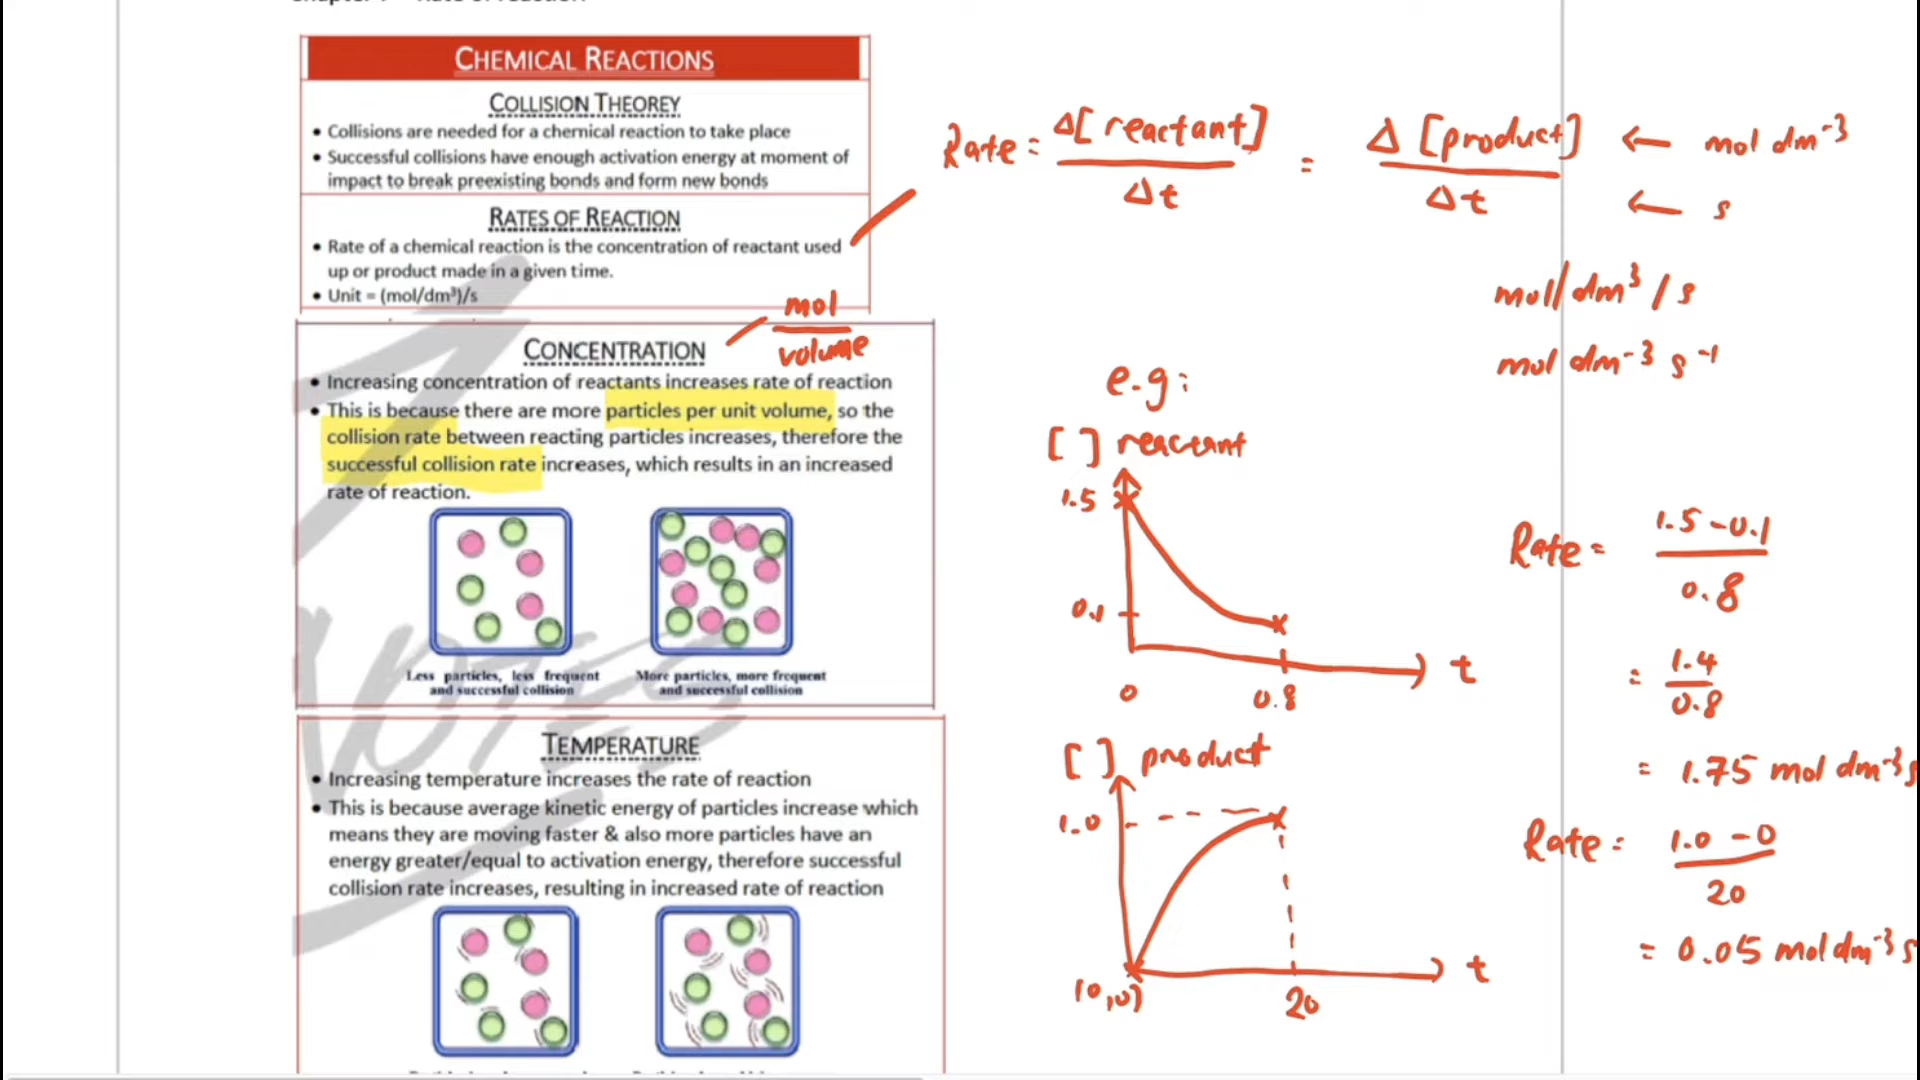 CHEMICAL REACTIONS
COLLISION THEOREY
• Collisions are needed for a chemical reaction to take place
• Successful collisions have enough activation energy at moment of
impact to break preexisting bonds and form new bonds
RATES OF REACTION
• Rate of a chemical reaction is the concentration of reactant used
up or product made in a given time.
• Unit = (mol/dm³)/s
CONCENTRATION
mol
volume
• Increasing concentration of reactants increases rate of reaction
• This is because there are more particles per unit volume, so the
collision rate between reacting particles increases, therefore the
successful collision rate increases, which results in an increased
rate of reaction.
Less particles, less frequent
and successful collision
More particles, more frequent
and successful collision
TEMPERATURE
• Increasing temperature increases the rate of reaction
• This is because average kinetic energy of particles increase which
means they are moving faster & also more particles have an
energy greater/equal to activation energy, therefore successful
collision rate increases, resulting in increased rate of reaction
NOTES
Rate = Δ[reactant] / Δt = Δ[product] / Δt
← mol dm⁻³
← s
mol/dm³/s
mol dm⁻³ s⁻¹
e.g:
[ ] reactant
1.5
0.1
0
0.8
t
Rate = 1.5 - 0.1 / 0.8
= 1.4 / 0.8
= 1.75 mol dm⁻³ s
[ ] product
1.0
(0,0)
20
t
Rate = 1.0 - 0 / 20
= 0.05 mol dm⁻³ s